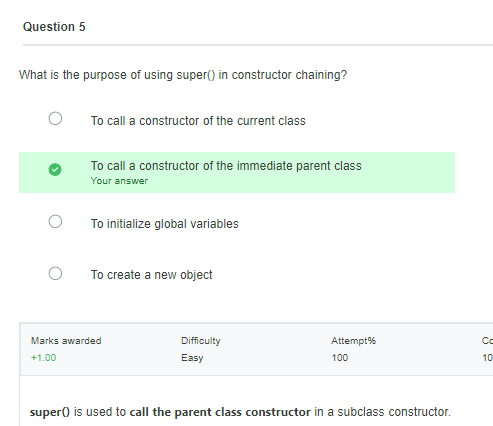 Question 5
What is the purpose of using super() in constructor chaining?
To call a constructor of the current class
To call a constructor of the immediate parent class
Your answer
To initialize global variables
To create a new object
Marks awarded Difficulty Attempt%
+1.00 Easy 100 10
super() is used to call the parent class constructor in a subclass constructor.